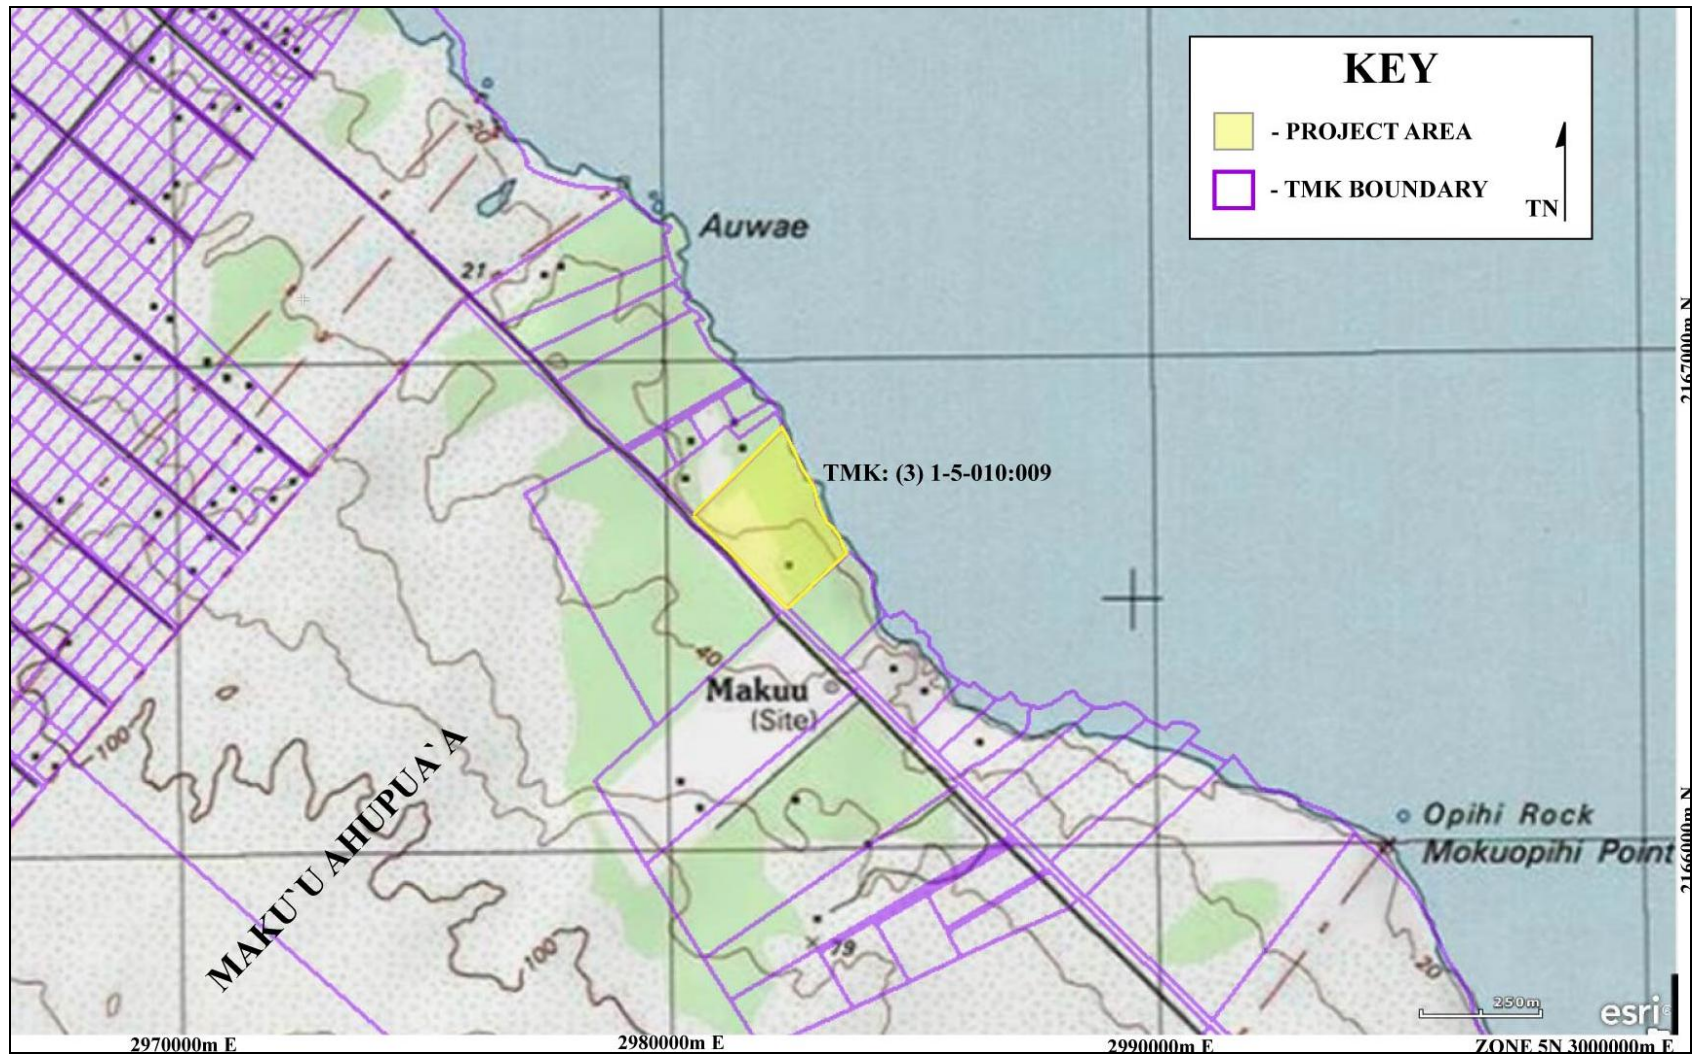 KEY
- PROJECT AREA
- TMK BOUNDARY
TN
20
Auwae
21
TMK: (3) 1-5-010:009
2167000m N
40
Makuu
(Site)
100
MAKU`U AHUPUA`A
Opihi Rock
Mokuopihi Point
2166000m N
79
100
20
250m
esri
2970000m E
2980000m E
2990000m E
ZONE 5N 3000000m E